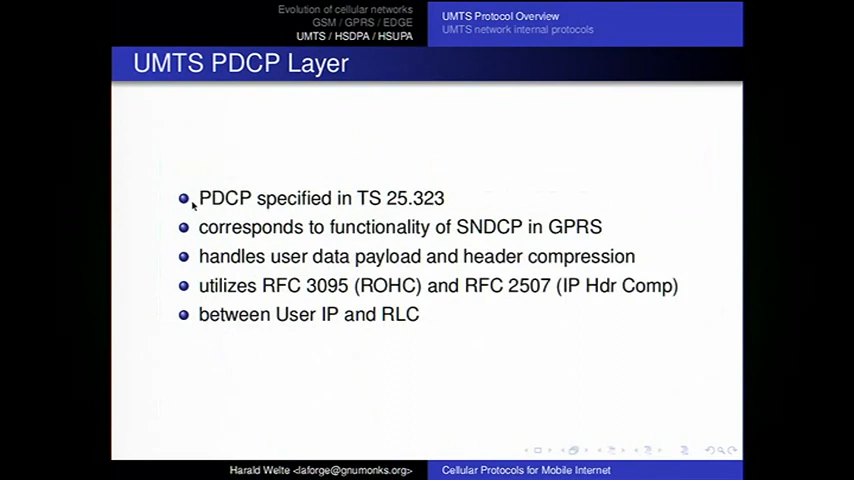 Evolution of cellular networks
GSM / GPRS / EDGE
UMTS / HSDPA / HSUPA
UMTS Protocol Overview
UMTS network internal protocols
UMTS PDCP Layer
PDCP specified in TS 25.323
corresponds to functionality of SNDCP in GPRS
handles user data payload and header compression
utilizes RFC 3095 (ROHC) and RFC 2507 (IP Hdr Comp)
between User IP and RLC
Harald Welte <laforge@gnumonks.org>
Cellular Protocols for Mobile Internet